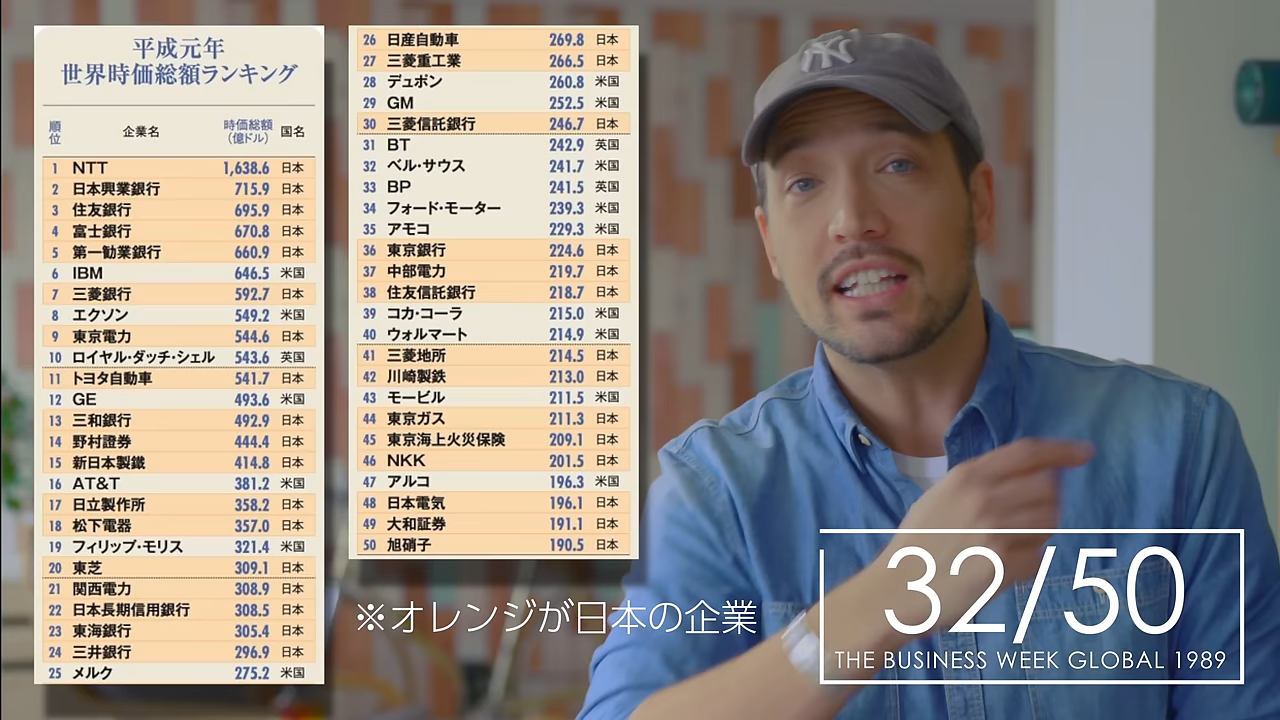 平成元年
世界時価総額ランキング
順位 企業名 時価総額（億ドル） 国名
1 NTT 1,638.6 日本
2 日本興業銀行 715.9 日本
3 住友銀行 695.9 日本
4 富士銀行 670.8 日本
5 第一勧業銀行 660.9 日本
6 IBM 646.5 米国
7 三菱銀行 592.7 日本
8 エクソン 549.2 米国
9 東京電力 544.6 日本
10 ロイヤル・ダッチ・シェル 543.6 英国
11 トヨタ自動車 541.7 日本
12 GE 493.6 米国
13 三和銀行 492.9 日本
14 野村證券 444.4 日本
15 新日本製鐵 414.8 日本
16 AT&T 381.2 米国
17 日立製作所 358.2 日本
18 松下電器 357.0 日本
19 フィリップ・モリス 321.4 米国
20 東芝 309.1 日本
21 関西電力 308.9 日本
22 日本長期信用銀行 308.5 日本
23 東海銀行 305.4 日本
24 三井銀行 296.9 日本
25 メルク 275.2 米国
26 日産自動車 269.8 日本
27 三菱重工業 266.5 日本
28 デュポン 260.8 米国
29 GM 252.5 米国
30 三菱信託銀行 246.7 日本
31 BT 242.9 英国
32 ベル・サウス 241.7 米国
33 BP 241.5 英国
34 フォード・モーター 239.3 米国
35 アモコ 229.3 米国
36 東京銀行 224.6 日本
37 中部電力 219.7 日本
38 住友信託銀行 218.7 日本
39 コカ・コーラ 215.0 米国
40 ウォルマート 214.9 米国
41 三菱地所 214.5 日本
42 川崎製鉄 213.0 日本
43 モービル 211.5 米国
44 東京ガス 211.3 日本
45 東京海上火災保険 209.1 日本
46 NKK 201.5 日本
47 アルコ 196.3 米国
48 日本電気 196.1 日本
49 大和証券 191.1 日本
50 旭硝子 190.5 日本
NY
※オレンジが日本の企業
32/50
THE BUSINESS WEEK GLOBAL 1989